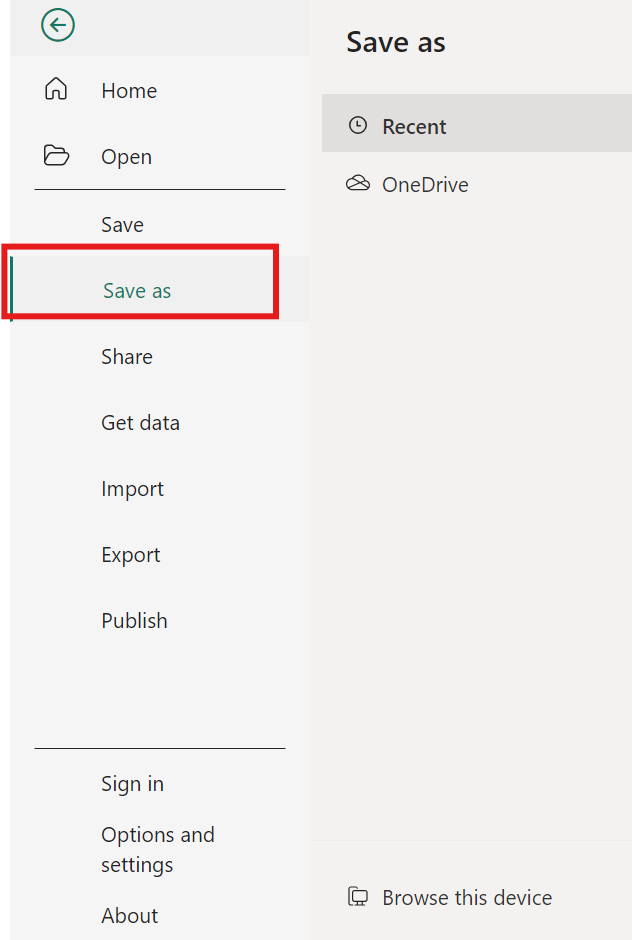 Home
Open
Save
Save as
Share
Get data
Import
Export
Publish
Sign in
Options and
settings
About
Save as
Recent
OneDrive
Browse this device